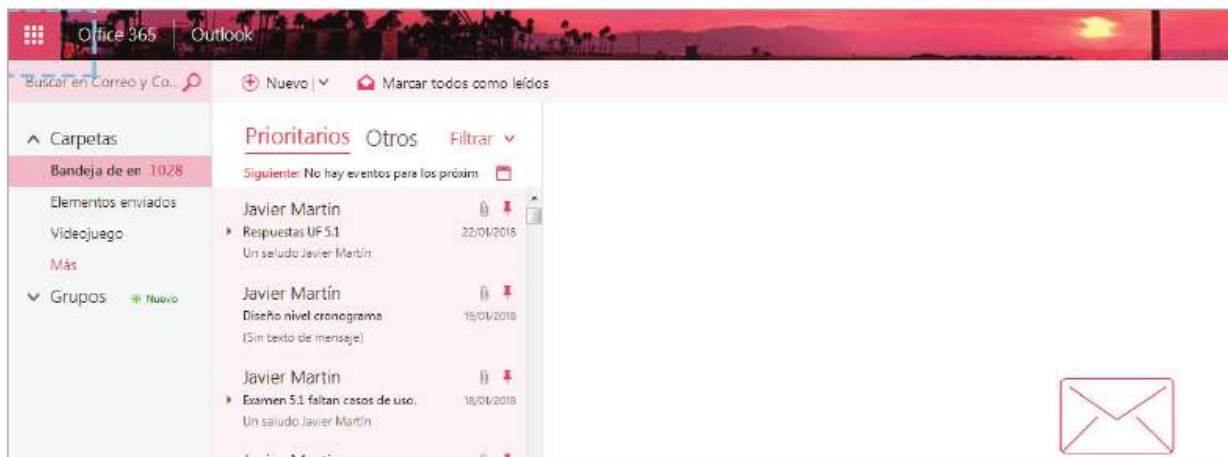 Office 365 Outlook
Buscar en Correo y Co...
Nuevo
Marcar todos como leídos
Carpetas
Bandeja de en 1028
Elementos enviados
Videojuego
Más
Grupos Nuevo
Prioritarios Otros Filtrar
Siguiente: No hay eventos para los próxim
Javier Martin
Respuestas UF 5.1 22/01/2018
Un saludo Javier Martín
Javier Martín
Diseño nivel cronograma 19/01/2018
(Sin texto de mensaje)
Javier Martin
Examen 5.1 faltan casos de uso. 18/01/2018
Un saludo Javier Martín